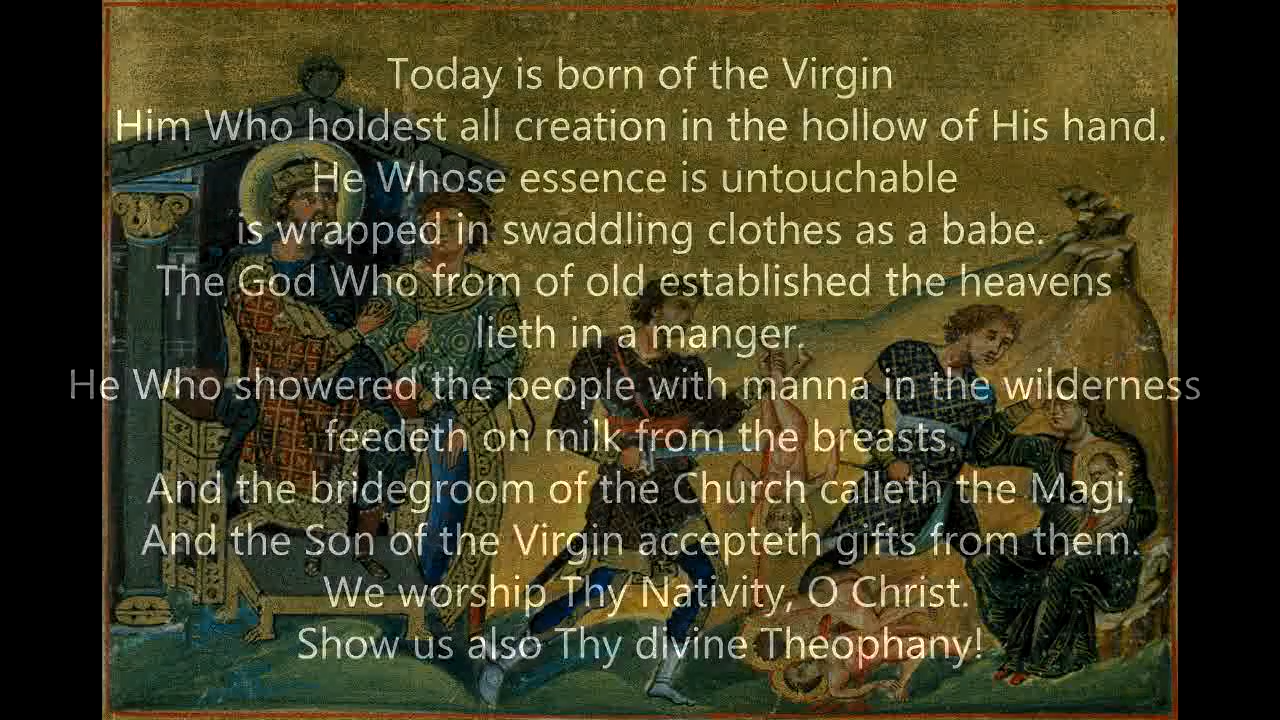 Today is born of the Virgin
Him Who holdest all creation in the hollow of His hand.
He Whose essence is untouchable
is wrapped in swaddling clothes as a babe.
The God Who from of old established the heavens
lieth in a manger.
He Who showered the people with manna in the wilderness
feedeth on milk from the breasts.
And the bridegroom of the Church calleth the Magi.
And the Son of the Virgin accepteth gifts from them.
We worship Thy Nativity, O Christ.
Show us also Thy divine Theophany!